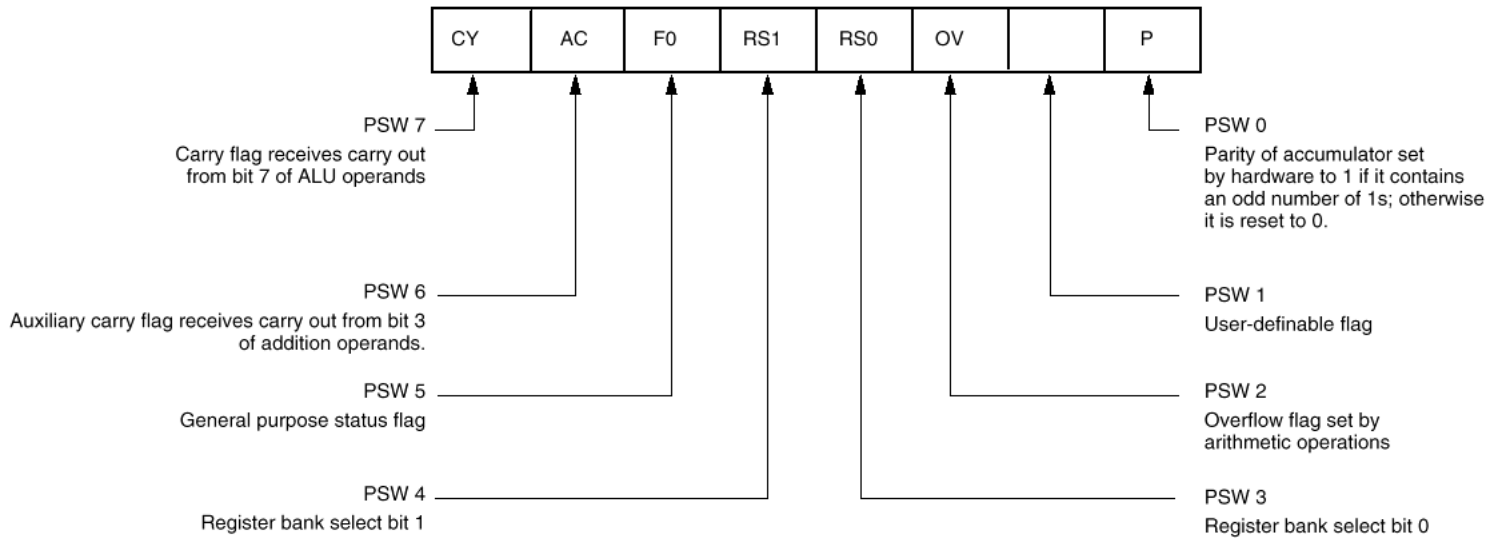 CY AC F0 RS1 RS0 OV P
PSW 7
Carry flag receives carry out
from bit 7 of ALU operands
PSW 6
Auxiliary carry flag receives carry out from bit 3
of addition operands.
PSW 5
General purpose status flag
PSW 4
Register bank select bit 1
PSW 0
Parity of accumulator set
by hardware to 1 if it contains
an odd number of 1s; otherwise
it is reset to 0.
PSW 1
User-definable flag
PSW 2
Overflow flag set by
arithmetic operations
PSW 3
Register bank select bit 0